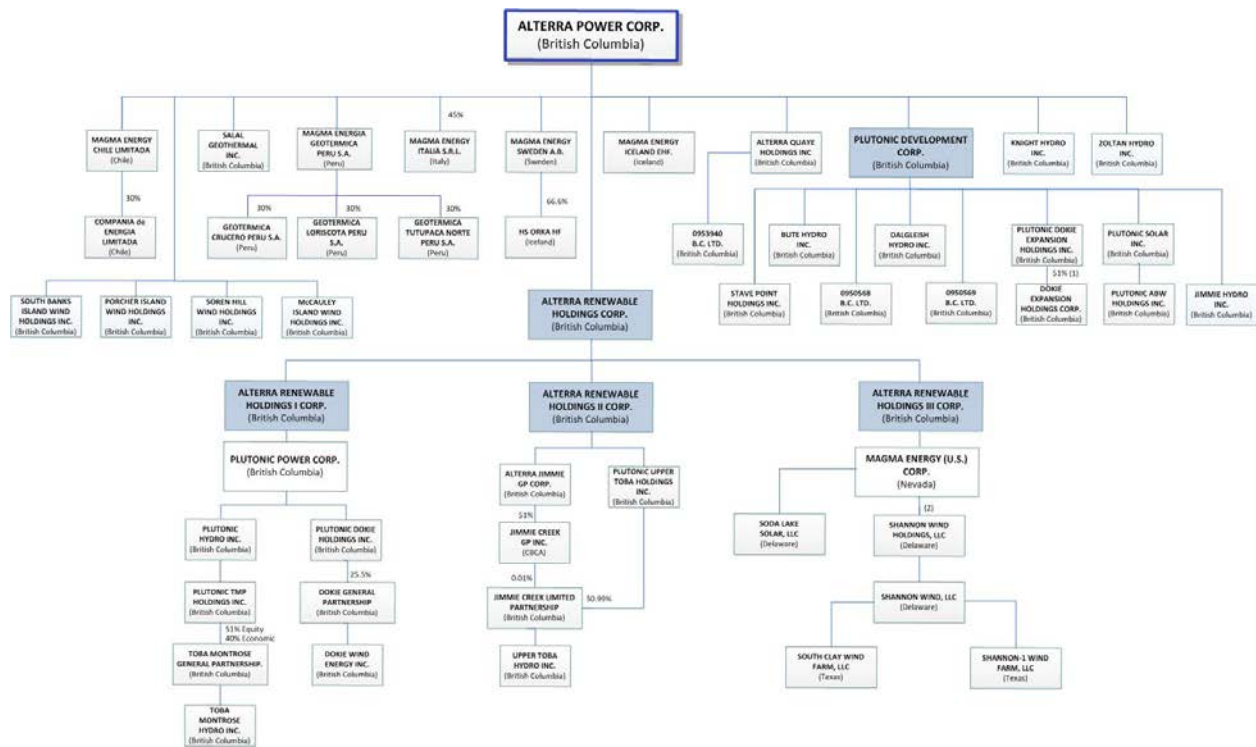 ALTERRA POWER CORP.
(British Columbia)
45%
MAGMA ENERGY
CHILE LIMITADA
(Chile)
SALAL
GEOTHERMAL
INC.
(British Columbia)
MAGMA ENERGIA
GEOTERMICA
PERU S.A.
(Peru)
MAGMA ENERGY
ITALIA S.R.L.
(Italy)
MAGMA ENERGY
SWEDEN A.B.
(Sweden)
MAGMA ENERGY
ICELAND EHF.
(Iceland)
ALTERRA QUAYE
HOLDINGS INC
(British Columbia)
PLUTONIC DEVELOPMENT
CORP.
(British Columbia)
KNIGHT HYDRO
INC.
(British Columbia)
ZOLTAN HYDRO
INC.
(British Columbia)
30%
30%
30%
30%
66.6%
COMPANIA de
ENERGIA
LIMITADA
(Chile)
GEOTERMICA
CRUCERO PERU S.A.
(Peru)
GEOTERMICA
LORISCOTA PERU
S.A.
(Peru)
GEOTERMICA
TUTUPACA NORTE
PERU S.A.
(Peru)
HS ORKA HF
(Iceland)
0953940
B.C. LTD.
(British Columbia)
BUTE HYDRO
INC.
(British Columbia)
DALGLEISH
HYDRO INC.
(British Columbia)
PLUTONIC DOKIE
EXPANSION
HOLDINGS INC.
(British Columbia)
PLUTONIC SOLAR
INC.
(British Columbia)
51% (1)
SOUTH BANKS
ISLAND WIND
HOLDINGS INC.
(British Columbia)
PORCHER ISLAND
WIND HOLDINGS
INC.
(British Columbia)
SOREN HILL
WIND HOLDINGS
INC.
(British Columbia)
McCAULEY
ISLAND WIND
HOLDINGS INC.
(British Columbia)
ALTERRA RENEWABLE
HOLDINGS CORP.
(British Columbia)
STAVE POINT
HOLDINGS INC.
(British Columbia)
0950568
B.C. LTD.
(British Columbia)
0950569
B.C. LTD.
(British Columbia)
DOKIE
EXPANSION
HOLDINGS CORP.
(British Columbia)
PLUTONIC ABW
HOLDINGS INC.
(British Columbia)
JIMMIE HYDRO
INC.
(British Columbia)
ALTERRA RENEWABLE
HOLDINGS I CORP.
(British Columbia)
ALTERRA RENEWABLE
HOLDINGS II CORP.
(British Columbia)
ALTERRA RENEWABLE
HOLDINGS III CORP.
(British Columbia)
PLUTONIC POWER CORP.
(British Columbia)
ALTERRA JIMMIE
GP CORP.
(British Columbia)
PLUTONIC UPPER
TOBA HOLDINGS
INC.
(British Columbia)
MAGMA ENERGY (U.S.)
CORP.
(Nevada)
51%
(2)
PLUTONIC
HYDRO INC.
(British Columbia)
PLUTONIC DOKIE
HOLDINGS INC.
(British Columbia)
JIMMIE CREEK
GP INC.
(CBCA)
SODA LAKE
SOLAR, LLC
(Delaware)
SHANNON WIND
HOLDINGS, LLC
(Delaware)
25.5%
0.01%
50.99%
PLUTONIC TMP
HOLDINGS INC.
(British Columbia)
DOKIE GENERAL
PARTNERSHIP
(British Columbia)
JIMMIE CREEK LIMITED
PARTNERSHIP
(British Columbia)
SHANNON WIND, LLC
(Delaware)
51% Equity
40% Economic
TOBA MONTROSE
GENERAL PARTNERSHIP.
(British Columbia)
DOKIE WIND
ENERGY INC.
(British Columbia)
UPPER TOBA
HYDRO INC.
(British Columbia)
SOUTH CLAY WIND
FARM, LLC
(Texas)
SHANNON-1 WIND
FARM, LLC
(Texas)
TOBA
MONTROSE
HYDRO INC.
(British Columbia)